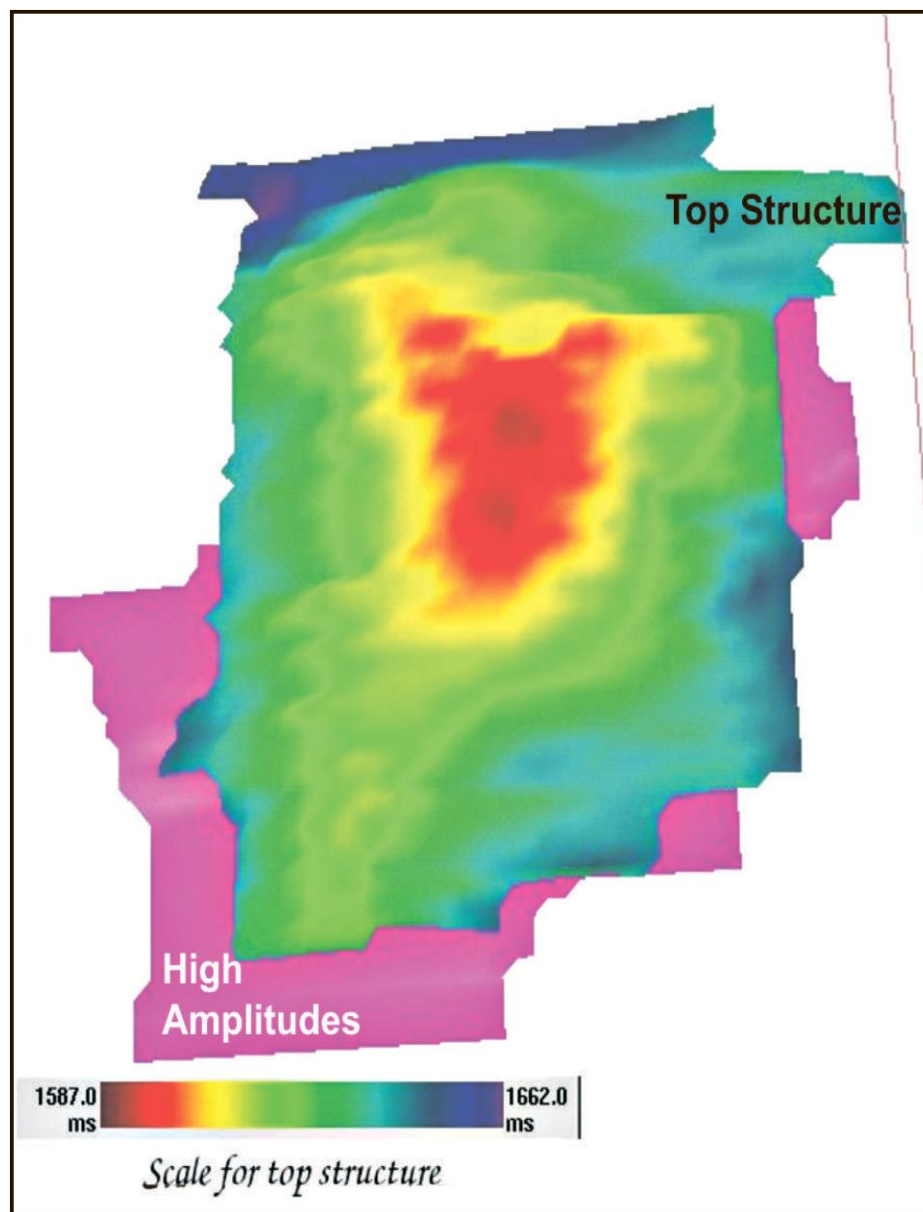 Top Structure
High
Amplitudes
1587.0
ms
1662.0
ms
Scale for top structure